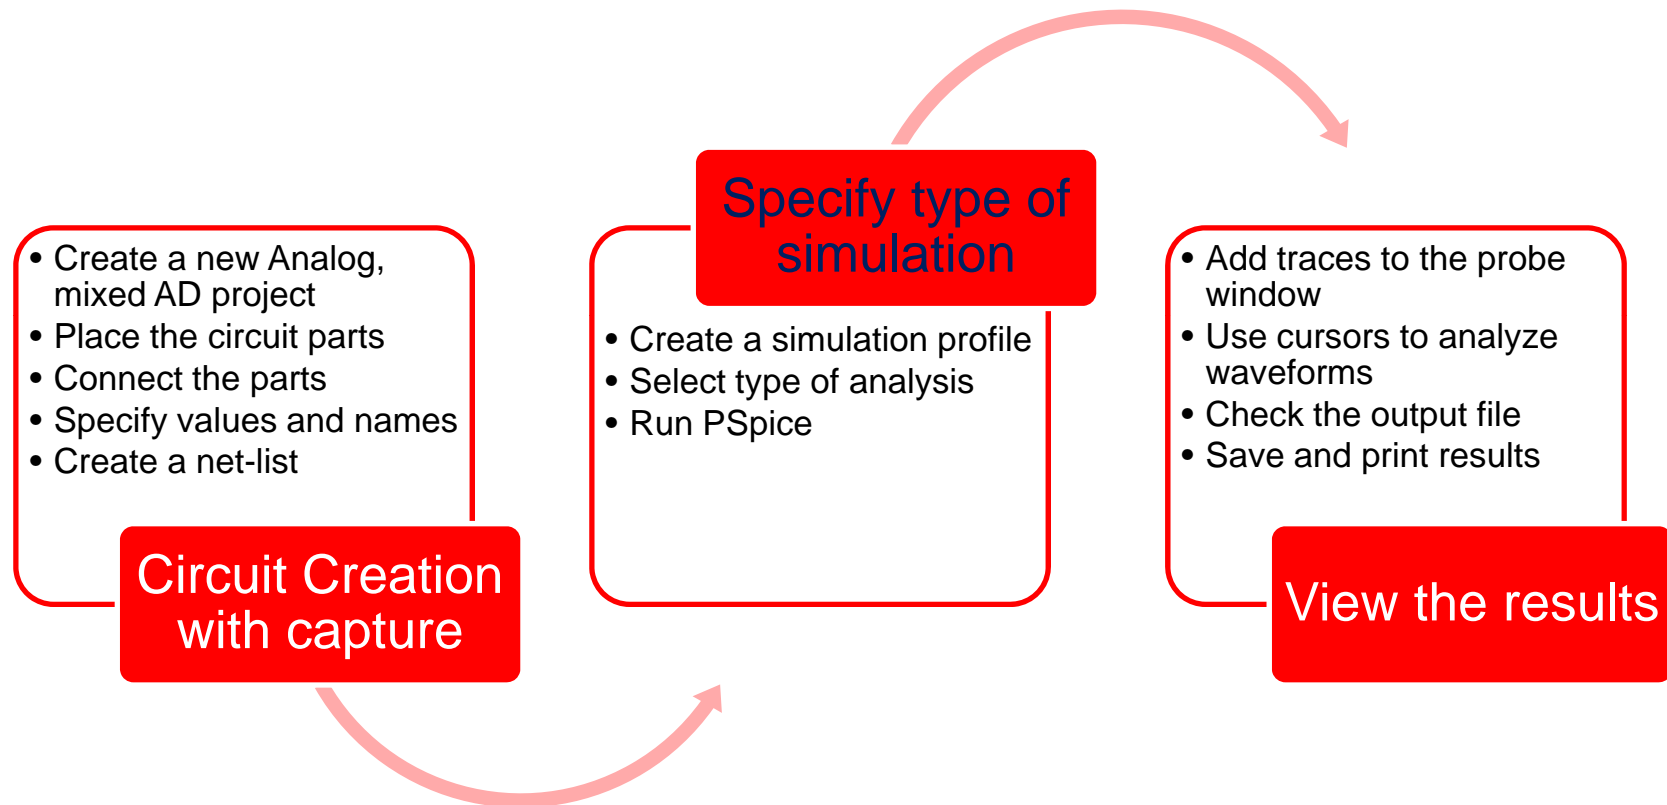 • Create a new Analog,
mixed AD project
• Place the circuit parts
• Connect the parts
• Specify values and names
• Create a net-list
Circuit Creation
with capture
Specify type of
simulation
• Create a simulation profile
• Select type of analysis
• Run PSpice
• Add traces to the probe
window
• Use cursors to analyze
waveforms
• Check the output file
• Save and print results
View the results